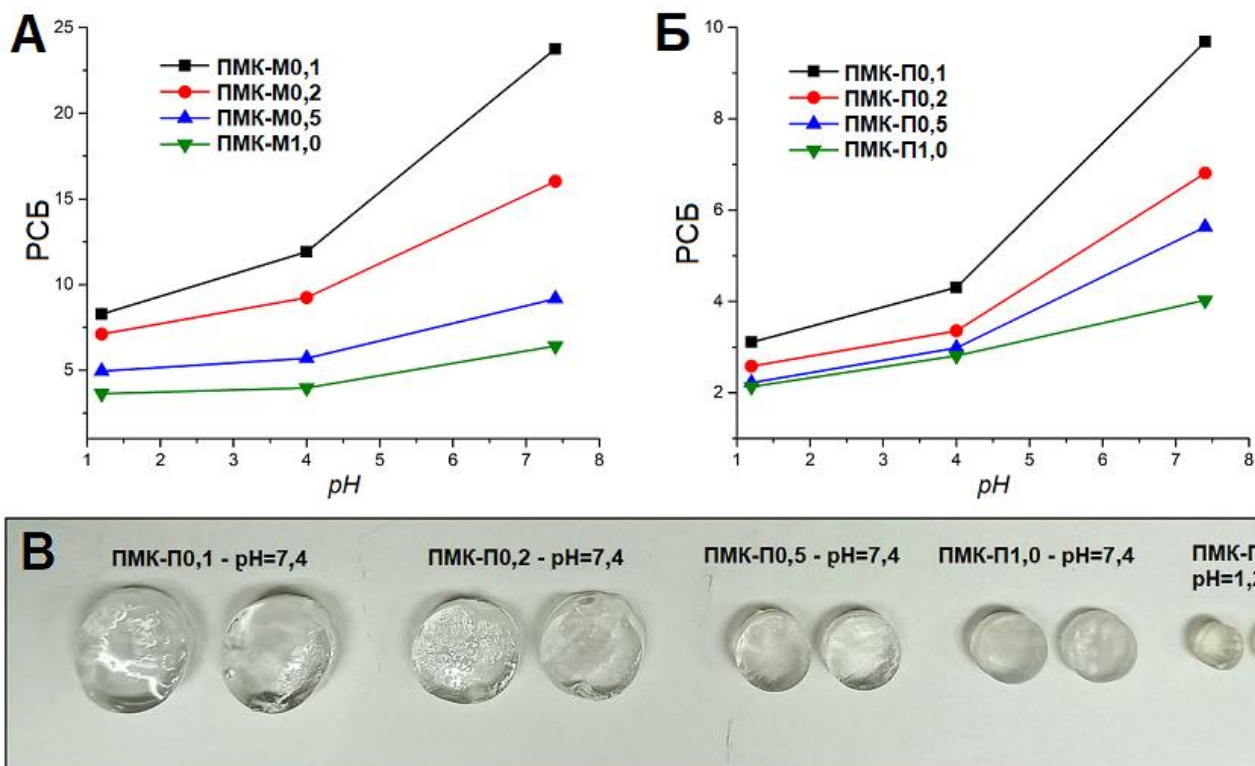 А
25
20
15
10
5
РСБ
ПМК-М0,1
ПМК-М0,2
ПМК-М0,5
ПМК-М1,0
1 2 3 4 5 6 7 8
pH
Б
10
8
6
4
2
РСБ
ПМК-П0,1
ПМК-П0,2
ПМК-П0,5
ПМК-П1,0
1 2 3 4 5 6 7 8
pH
В
ПМК-П0,1 - pH=7,4 ПМК-П0,2 - pH=7,4 ПМК-П0,5 - pH=7,4 ПМК-П1,0 - pH=7,4 ПМК-П
pH=1,2